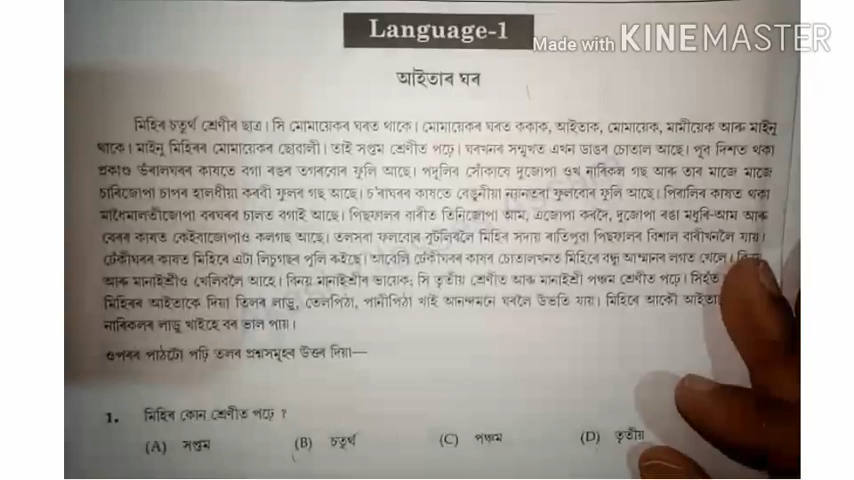 Language-1
Made with KINEMASTER
আইতাৰ ঘৰ
মিহিৰ চতুৰ্থ শ্ৰেণীৰ ছাত্ৰ। সি মোমায়েকৰ ঘৰত থাকে। মোমায়েকৰ ঘৰত ককাক, আইতাক, মোমায়েক, মামীয়েক আৰু মাইনু
থাকে। মাইনু মিহিৰৰ মোমায়েকৰ ছোৱালী। তাই সপ্তম শ্ৰেণীত পঢ়ে। ঘৰখনৰ সন্মুখত এখন ডাঙৰ চোতাল আছে। পূব দিশত থকা
প্ৰকাণ্ড ভঁৰালঘৰৰ কাষতে বগা ৰঙৰ তগৰবোৰ ফুলি আছে। পদূলিৰ সোঁকাষে দুজোপা ওখ নাৰিকল গছ আৰু তাৰ মাজে মাজে
চাৰিজোপা চাপৰ হালধীয়া কৰবী ফুলৰ গছ আছে। চ'ৰাঘৰৰ কাষতে বেঙুনীয়া নয়নতৰা ফুলবোৰ ফুলি আছে। পিৰালিৰ কাষত থকা
মাধৈমালতীজোপা বৰঘৰৰ চালত বগাই আছে। পিছফালৰ বাৰীত তিনিজোপা আম, এজোপা কৰদৈ, দুজোপা ৰঙা মধুৰি-আম আৰু
বেৰৰ কাষত কেইবাজোপাও কলগছ আছে। তলসৰা ফলবোৰ বুটলিবলৈ মিহিৰ সদায় ৰাতিপুৱা পিছফালৰ বিশাল বাৰীখনলৈ যায়।
ঢেঁকীঘৰৰ কাষত মিহিৰে এটা লিচুগছৰ পুলি ৰুইছে। আবেলি ঢেঁকীঘৰৰ কাষৰ চোতালখনত মিহিৰে বন্ধু আম্মানৰ লগত খেলে।
আৰু মানাইশ্ৰীও খেলিবলৈ আহে। বিনয় মানাইশ্ৰীৰ ভায়েক; সি তৃতীয় শ্ৰেণীত আৰু মানাইশ্ৰী পঞ্চম শ্ৰেণীত পঢ়ে। সিহঁত
মিহিৰৰ আইতাকে দিয়া তিলৰ লাড়ু, তেলপিঠা, পানীপিঠা খাই আনন্দমনে ঘৰলৈ উভতি যায়। মিহিৰে আকৌ
নাৰিকলৰ লাড়ু খাইহে বৰ ভাল পায়।
ওপৰৰ পাঠটো পঢ়ি তলৰ প্ৰশ্নসমূহৰ উত্তৰ দিয়া—
1. মিহিৰ কোন শ্ৰেণীত পঢ়ে ?
(A) সপ্তম (B) চতুৰ্থ (C) পঞ্চম (D) তৃতীয়